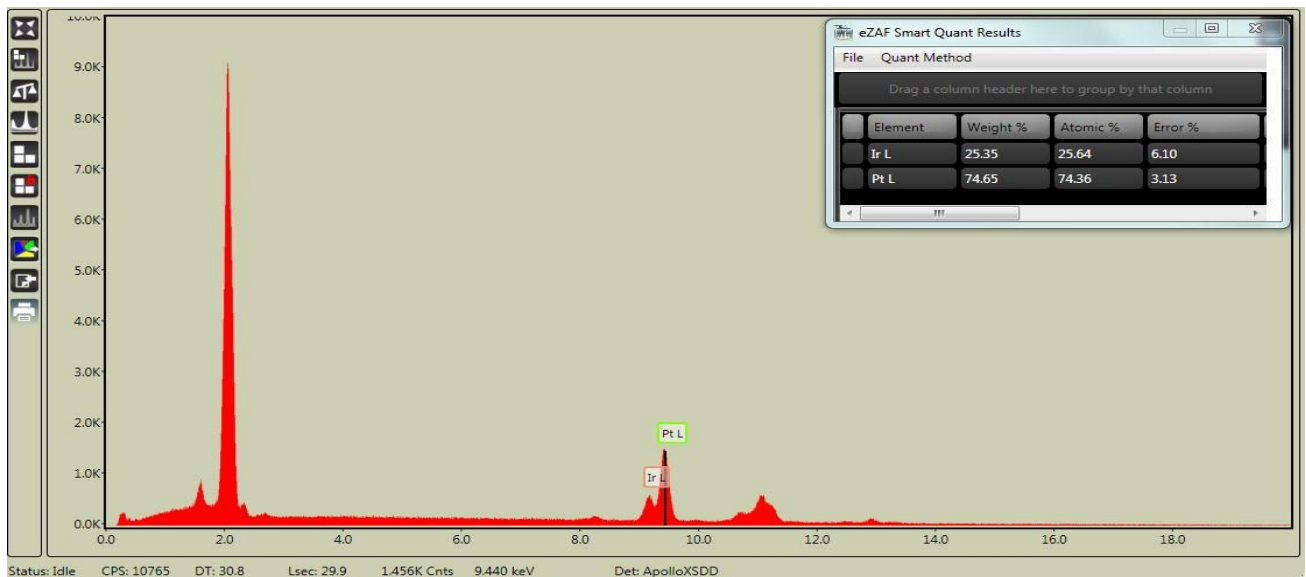 10.0K
eZAF Smart Quant Results
File Quant Method
Drag a column header here to group by that column
Element Weight % Atomic % Error %
Ir L 25.35 25.64 6.10
Pt L 74.65 74.36 3.13
9.0K
8.0K
7.0K
6.0K
5.0K
4.0K
3.0K
2.0K
1.0K
0.0K
Pt L
Ir L
0.0 2.0 4.0 6.0 8.0 10.0 12.0 14.0 16.0 18.0
Status: Idle CPS: 10765 DT: 30.8 Lsec: 29.9 1.456K Cnts 9.440 keV Det: ApolloXSDD